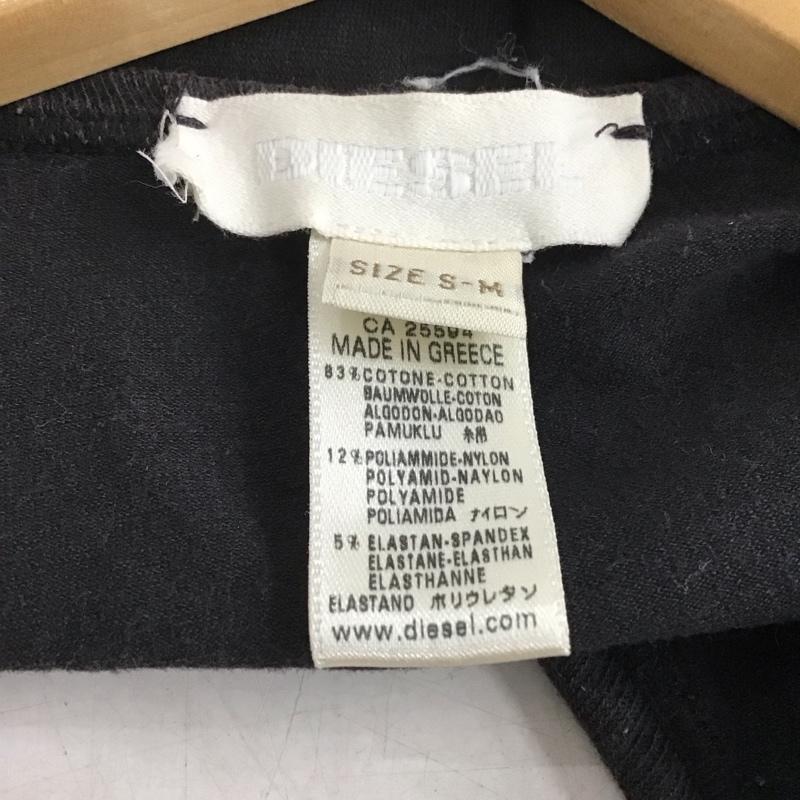 DIESEL
SIZE S-M
CA 25594
MADE IN GREECE
83% COTONE-COTTON
BAUMWOLLE-COTON
ALGODON-ALGODAO
PAMUKLU 綿
12% POLIAMMIDE-NYLON
POLYAMID-NAYLON
POLYAMIDE
POLIAMIDA ナイロン
5% ELASTAN-SPANDEX
ELASTANE-ELASTHAN
ELASTHANNE
ELASTANO ポリウレタン
www.diesel.com